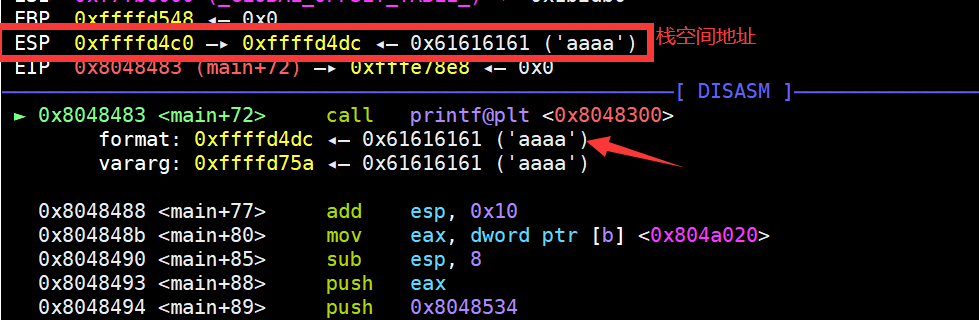 EBP 0xffffd548 ◂— 0x0
ESP 0xffffd4c0 —▸ 0xffffd4dc ◂— 0x61616161 ('aaaa') 栈空间地址
EIP 0x8048483 (main+72) —▸ 0xfffe78e8 ◂— 0x0
[ DISASM ]
► 0x8048483 <main+72> call printf@plt <0x8048300>
format: 0xffffd4dc ◂— 0x61616161 ('aaaa')
vararg: 0xffffd75a ◂— 0x61616161 ('aaaa')
0x8048488 <main+77> add esp, 0x10
0x804848b <main+80> mov eax, dword ptr [b] <0x804a020>
0x8048490 <main+85> sub esp, 8
0x8048493 <main+88> push eax
0x8048494 <main+89> push 0x8048534